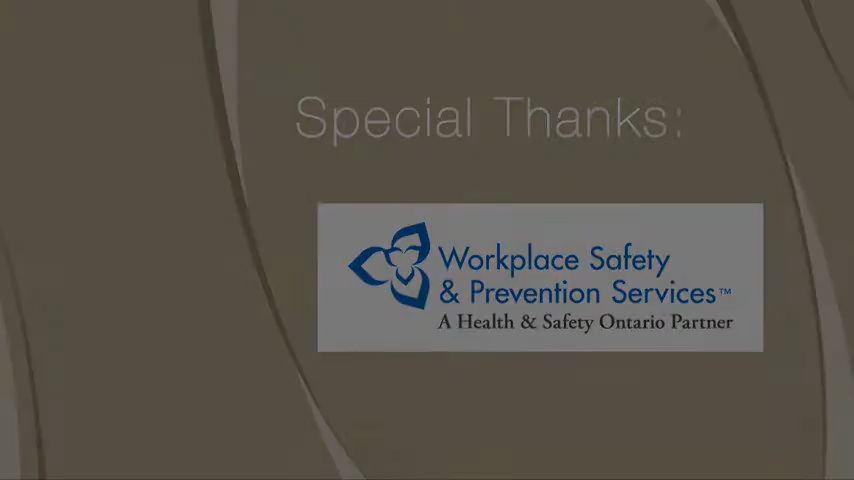 Special Thanks:
Workplace Safety
& Prevention Services™
A Health & Safety Ontario Partner